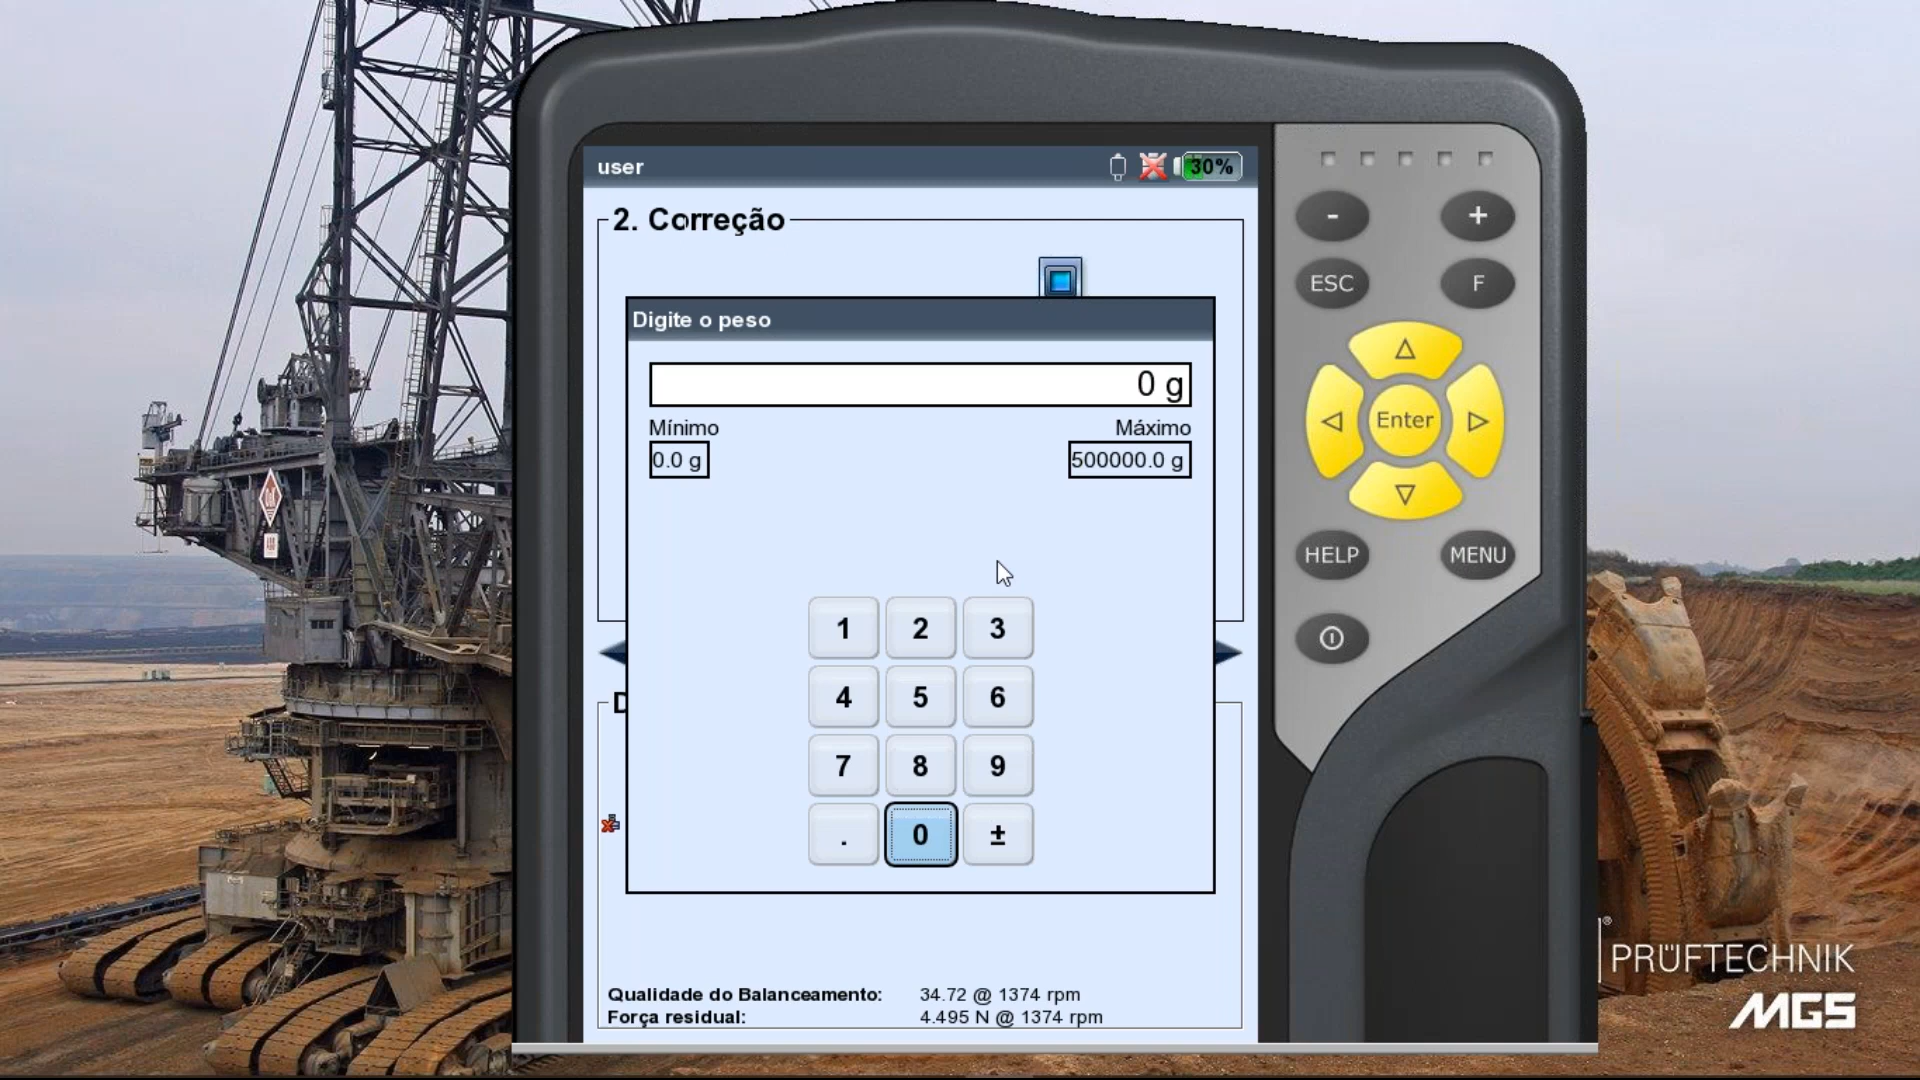 user
30%
2. Correção
Digite o peso
0 g
Mínimo
Máximo
0.0 g
500000.0 g
1
2
3
4
5
6
7
8
9
.
0
±
D
Qualidade do Balanceamento: 34.72 @ 1374 rpm
Força residual: 4.495 N @ 1374 rpm
-
+
ESC
F
Enter
HELP
MENU
PRÜFTECHNIK
MGS